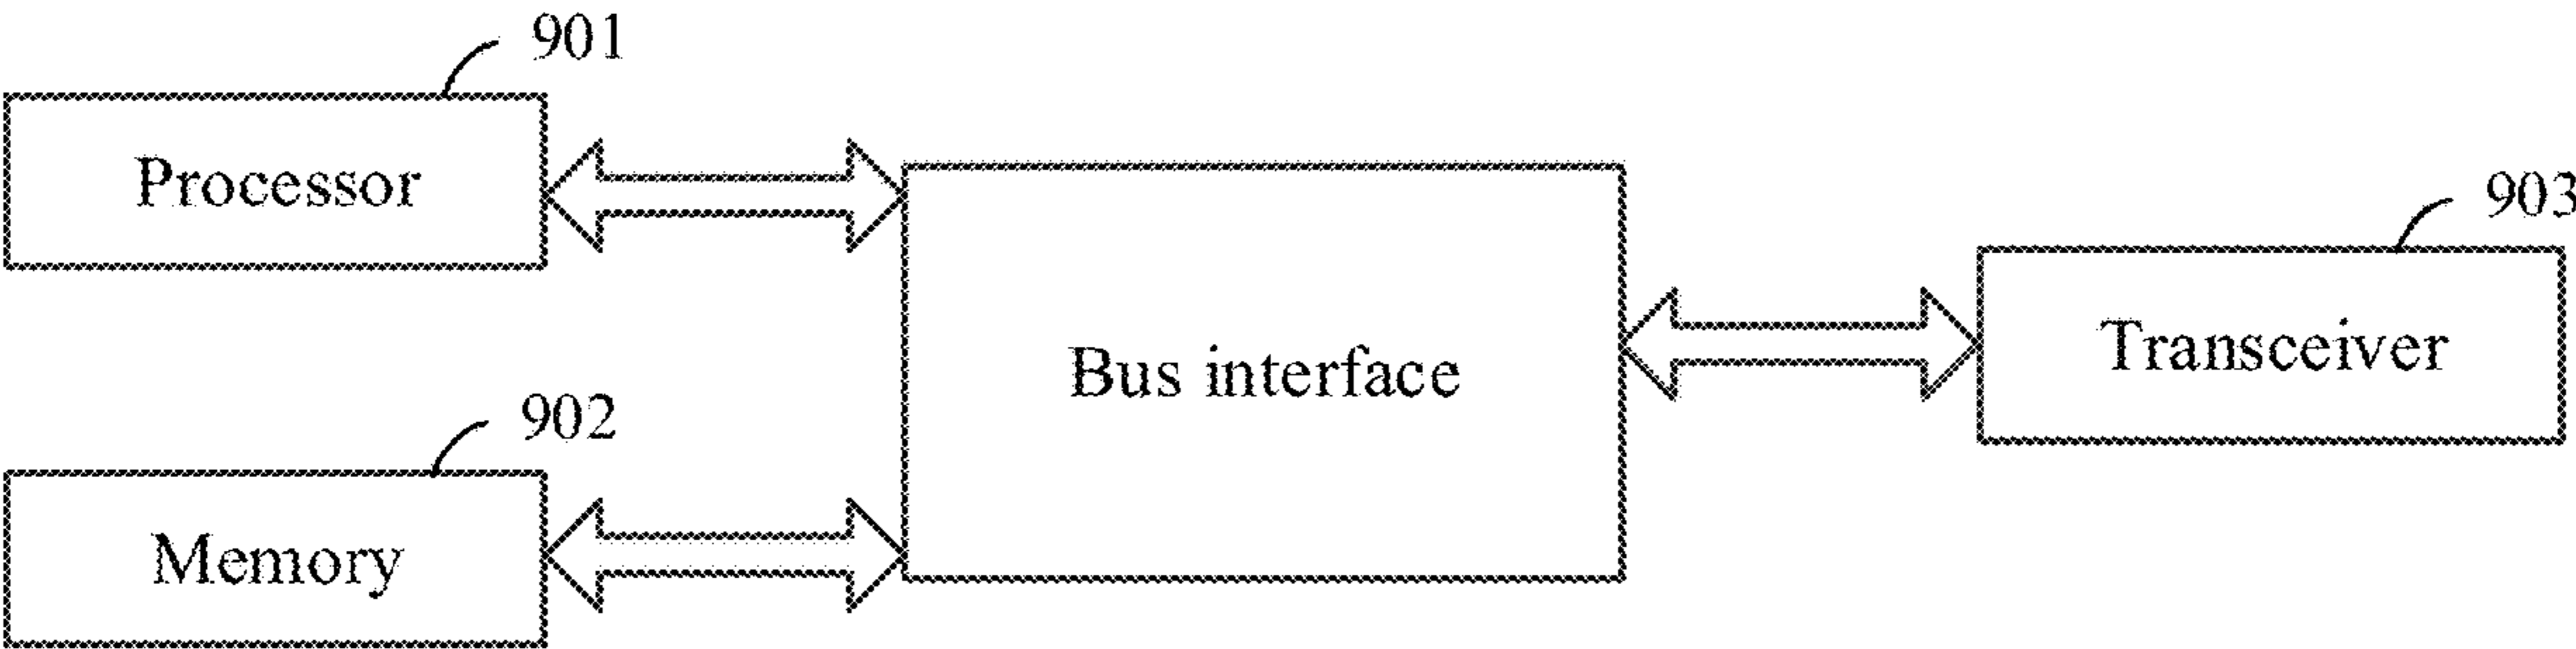 901
Processor
903
Bus interface
Transceiver
902
Memory